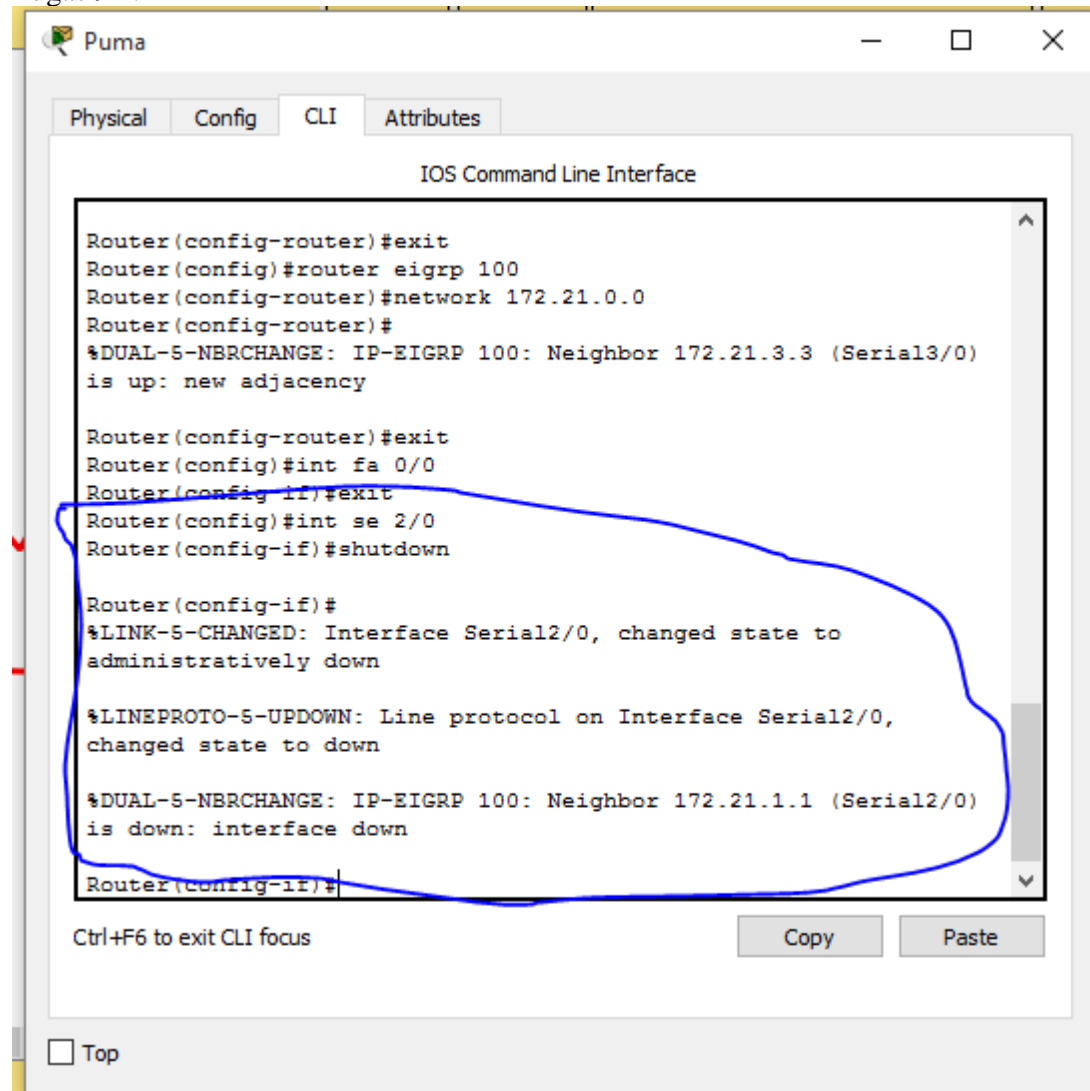 Puma
Physical Config CLI Attributes
IOS Command Line Interface
Router(config-router)#exit
Router(config)#router eigrp 100
Router(config-router)#network 172.21.0.0
Router(config-router)#
%DUAL-5-NBRCHANGE: IP-EIGRP 100: Neighbor 172.21.3.3 (Serial3/0)
is up: new adjacency
Router(config-router)#exit
Router(config)#int fa 0/0
Router(config-if)#exit
Router(config)#int se 2/0
Router(config-if)#shutdown
Router(config-if)#
%LINK-5-CHANGED: Interface Serial2/0, changed state to
administratively down
%LINEPROTO-5-UPDOWN: Line protocol on Interface Serial2/0,
changed state to down
%DUAL-5-NBRCHANGE: IP-EIGRP 100: Neighbor 172.21.1.1 (Serial2/0)
is down: interface down
Router(config-if)#
Ctrl+F6 to exit CLI focus
Copy Paste
Top